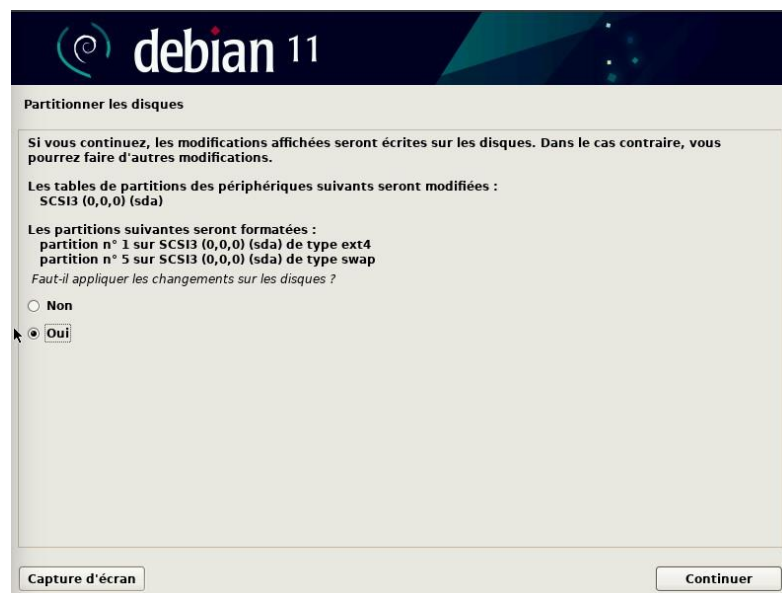 debian 11
Partitionner les disques
Si vous continuez, les modifications affichées seront écrites sur les disques. Dans le cas contraire, vous
pourrez faire d'autres modifications.
Les tables de partitions des périphériques suivants seront modifiées :
SCSI3 (0,0,0) (sda)
Les partitions suivantes seront formatées :
partition n° 1 sur SCSI3 (0,0,0) (sda) de type ext4
partition n° 5 sur SCSI3 (0,0,0) (sda) de type swap
Faut-il appliquer les changements sur les disques ?
Non
Oui
Capture d'écran
Continuer